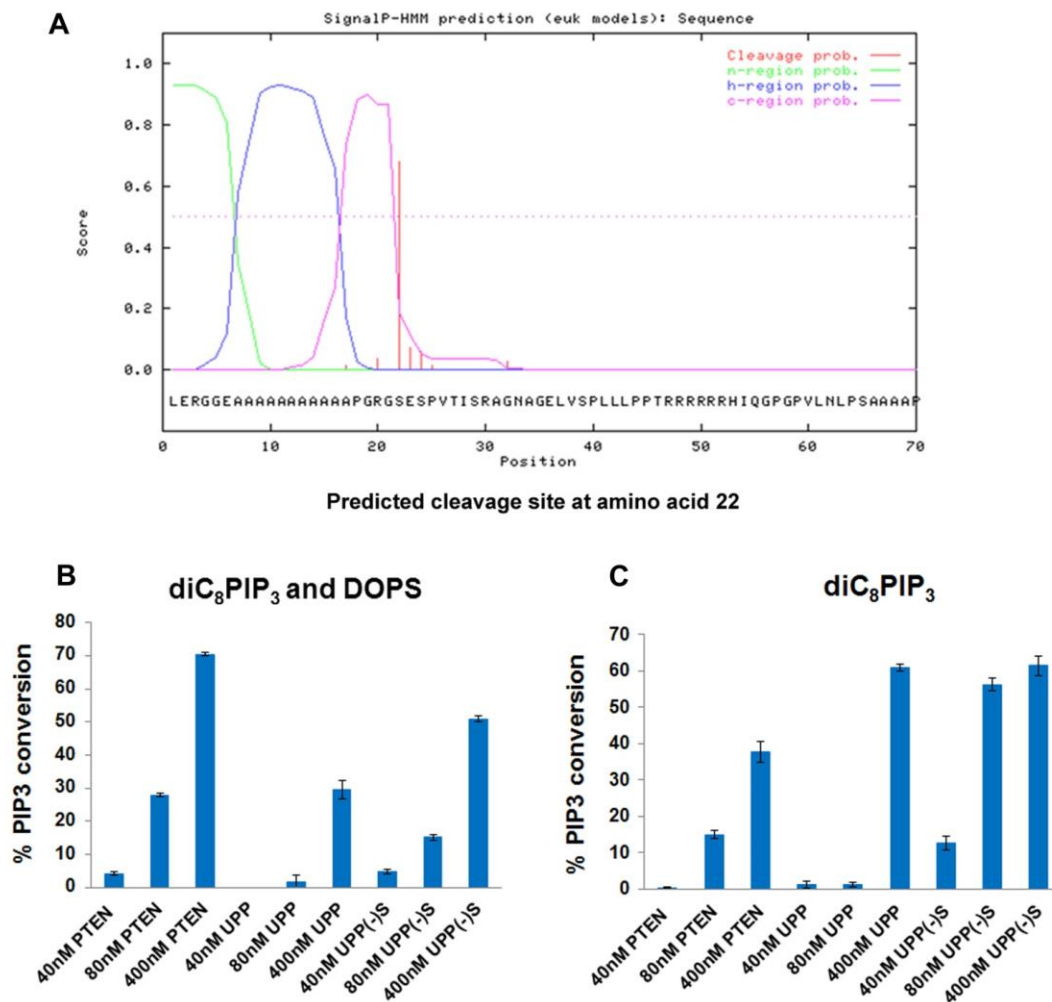 A
SignalP-HMM prediction (euk models): Sequence
Cleavage prob.
n-region prob.
h-region prob.
c-region prob.
Score
1.0
0.8
0.6
0.4
0.2
0.0
LERGGEAAAAAAAAAAAPGRGSESPVTISRAGNAGELVSPLLLPPTRRRRRRHIQGPGPVLNLPSAAAAP
0 10 20 30 40 50 60 70
Position
Predicted cleavage site at amino acid 22
B
diC₈PIP₃ and DOPS
% PIP3 conversion
80
70
60
50
40
30
20
10
0
40nM PTEN
80nM PTEN
400nM PTEN
40nM UPP
80nM UPP
400nM UPP
40nM UPP(-)S
80nM UPP(-)S
400nM UPP(-)S
C
diC₈PIP₃
% PIP3 conversion
70
60
50
40
30
20
10
0
40nM PTEN
80nM PTEN
400nM PTEN
40nM UPP
80nM UPP
400nM UPP
40nM UPP(-)S
80nM UPP(-)S
400nM UPP(-)S